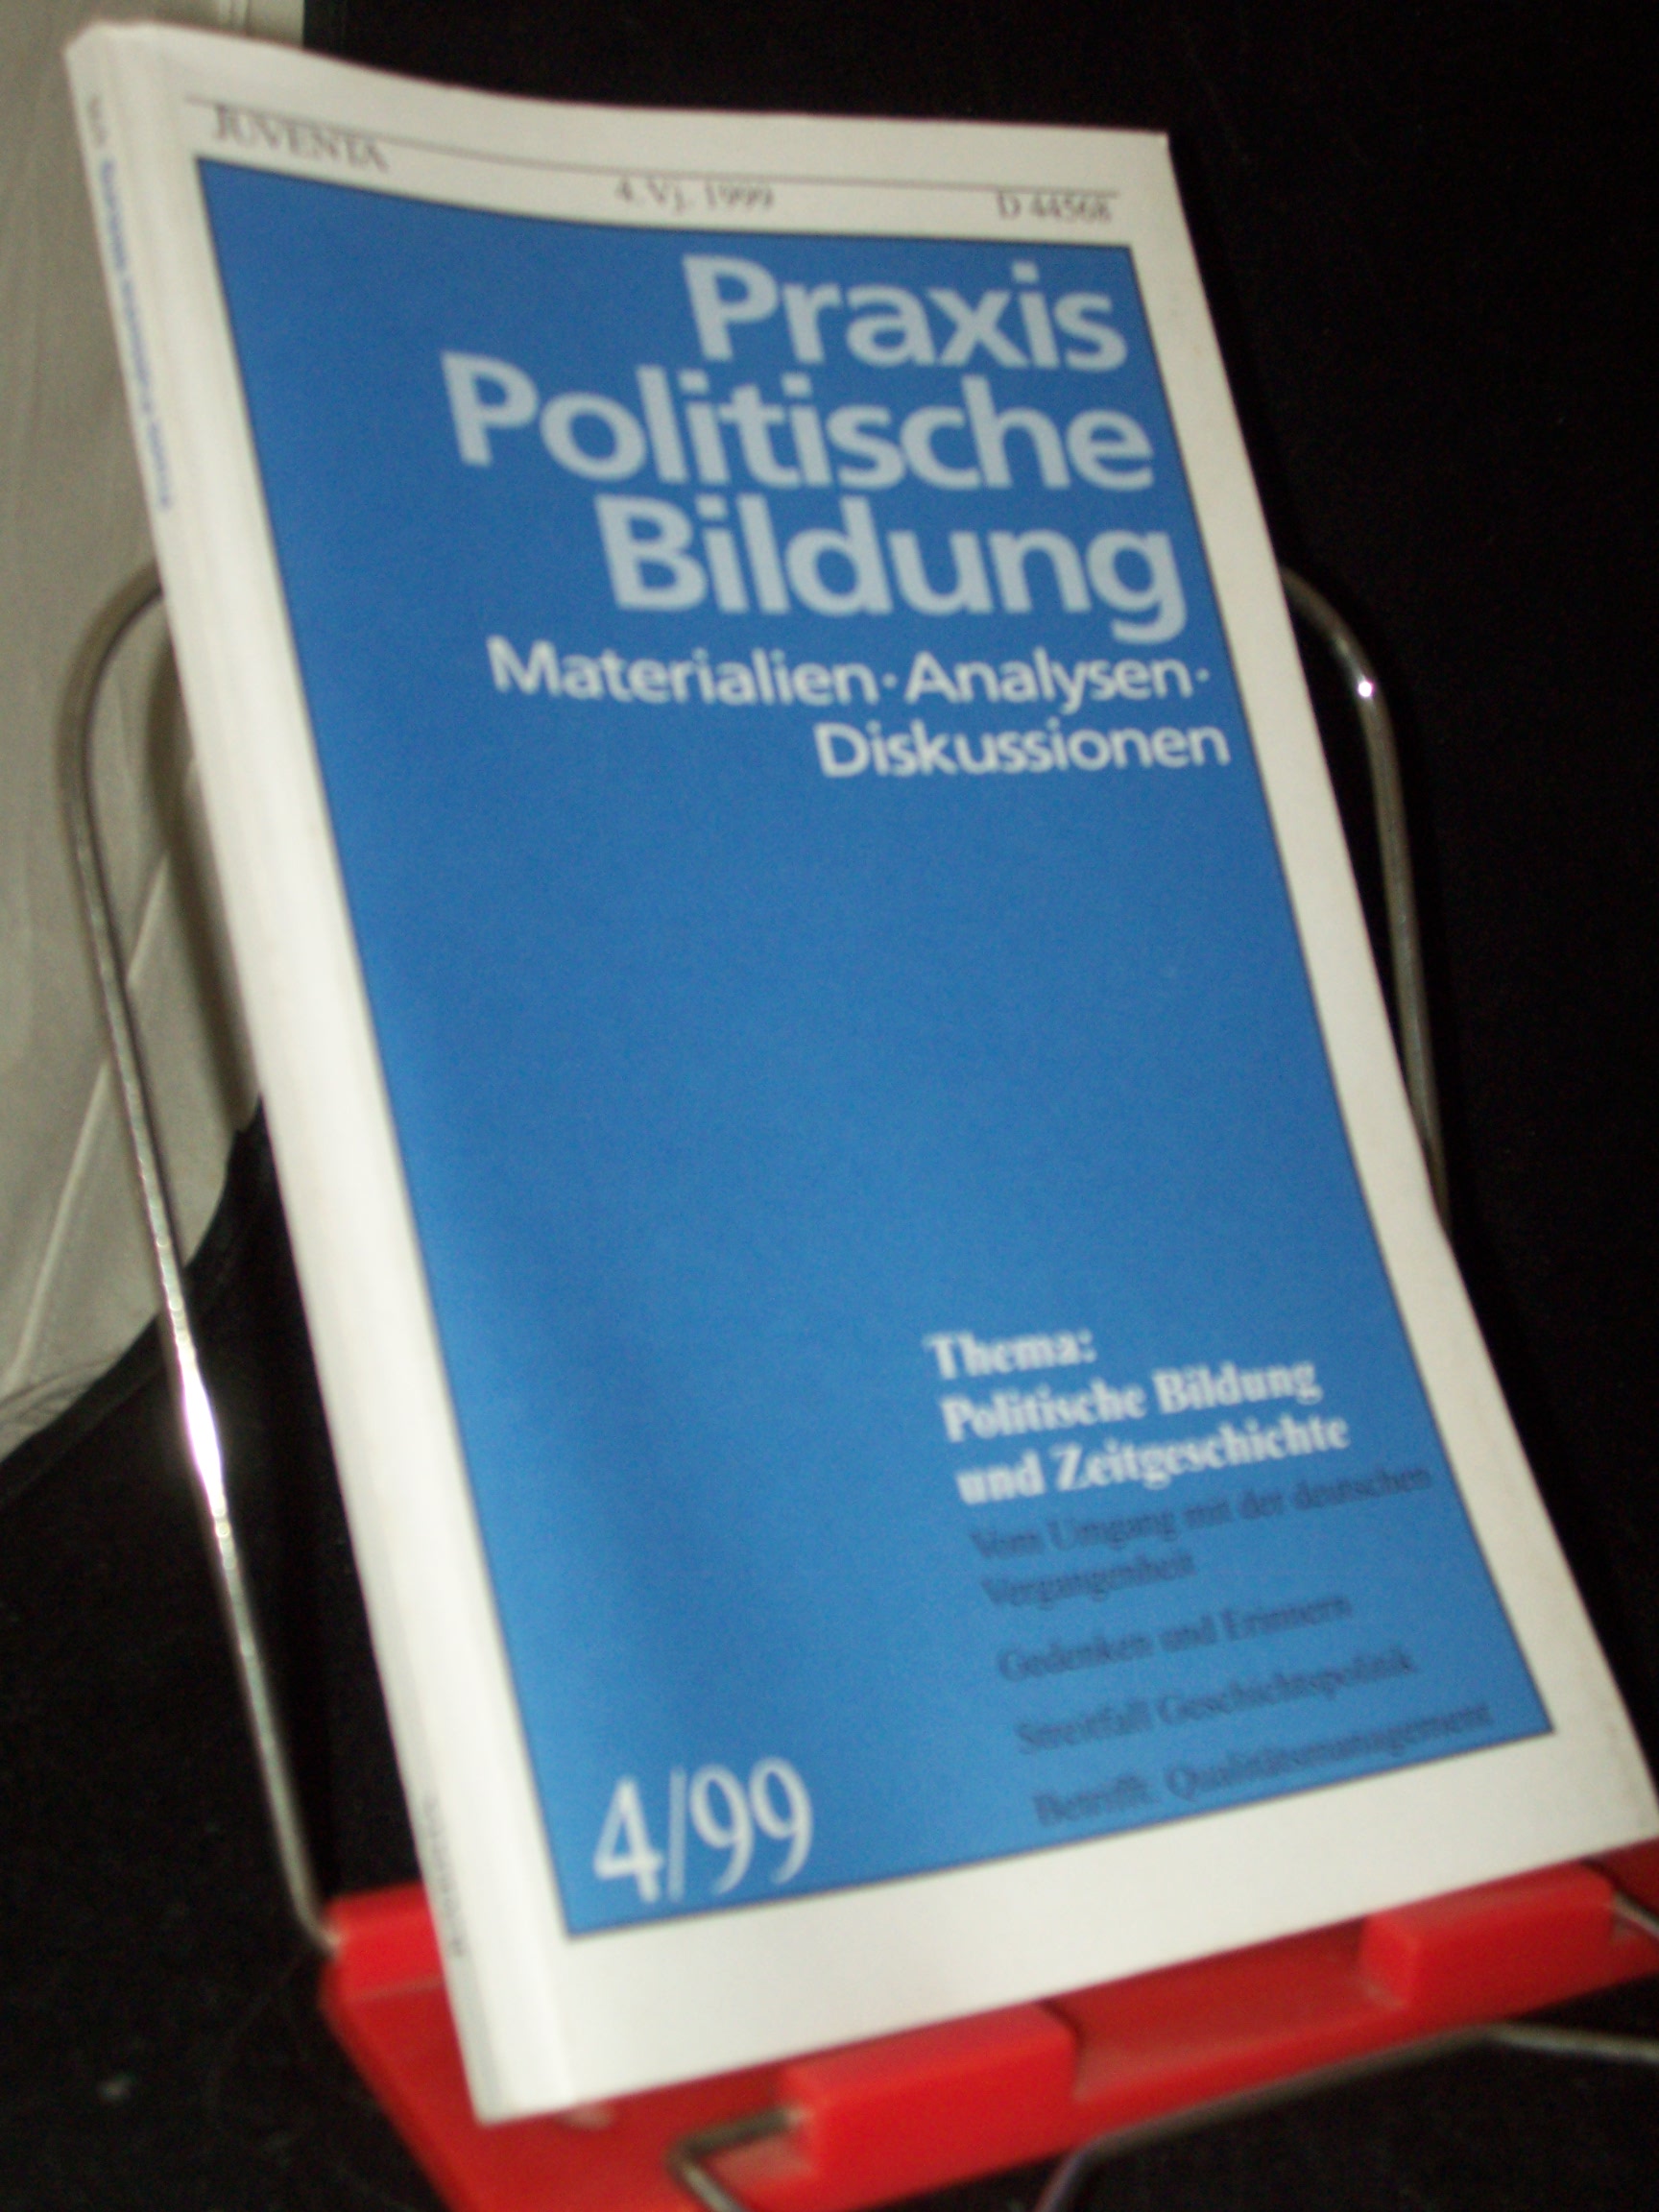 JUVENTA
4. Vj. 1999
D 44568
Praxis
Politische
Bildung
Materialien · Analysen ·
Diskussionen
Thema:
Politische Bildung
und Zeitgeschichte
Vom Umgang mit der deutschen
Vergangenheit
Gedenken und Erinnern
Streitfall Geschichtspolitik
Betrifft: Qualitätsmanagement
4/99